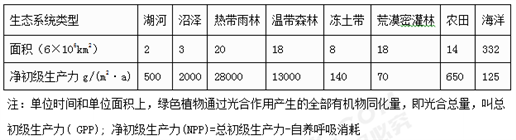 生态系统类型 湖河 沼泽 热带雨林 温带森林 冻土带 荒漠密灌林 农田 海洋
面积（6×10⁶km²） 2 3 20 18 8 18 14 332
净初级生产力 g/(m²·a) 500 2000 28000 13000 140 70 650 125
注：单位时间和单位面积上，绿色植物通过光合作用产生的全部有机物同化量，即光合总量，叫总
初级生产力( GPP); 净初级生产力(NPP)=总初级生产力-自养呼吸消耗